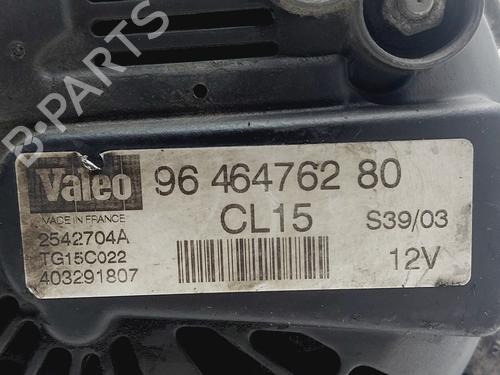 B-PARTS
Valeo
96 464762 80
MADE IN FRANCE
CL15
S39/03
2542704A
TG15C022
12V
403291807